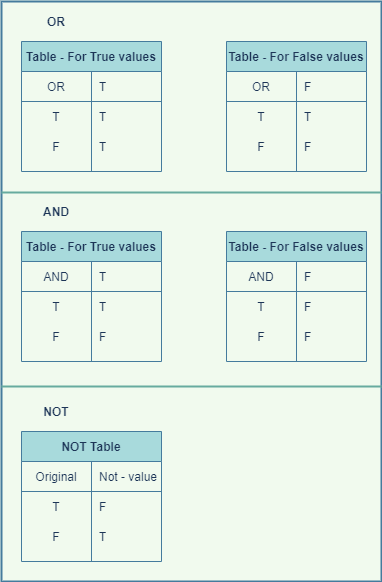 OR
Table - For True values Table - For False values
OR T OR F
T T T T
F T F F
AND
Table - For True values Table - For False values
AND T AND F
T T T F
F F F F
NOT
NOT Table
Original Not - value
T F
F T